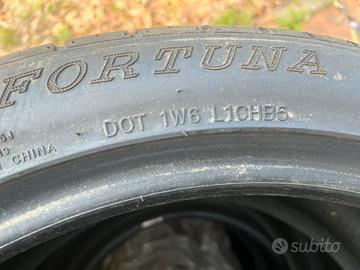 FORTUNA
DOT 1W6 L1CHB5
CHINA
subito